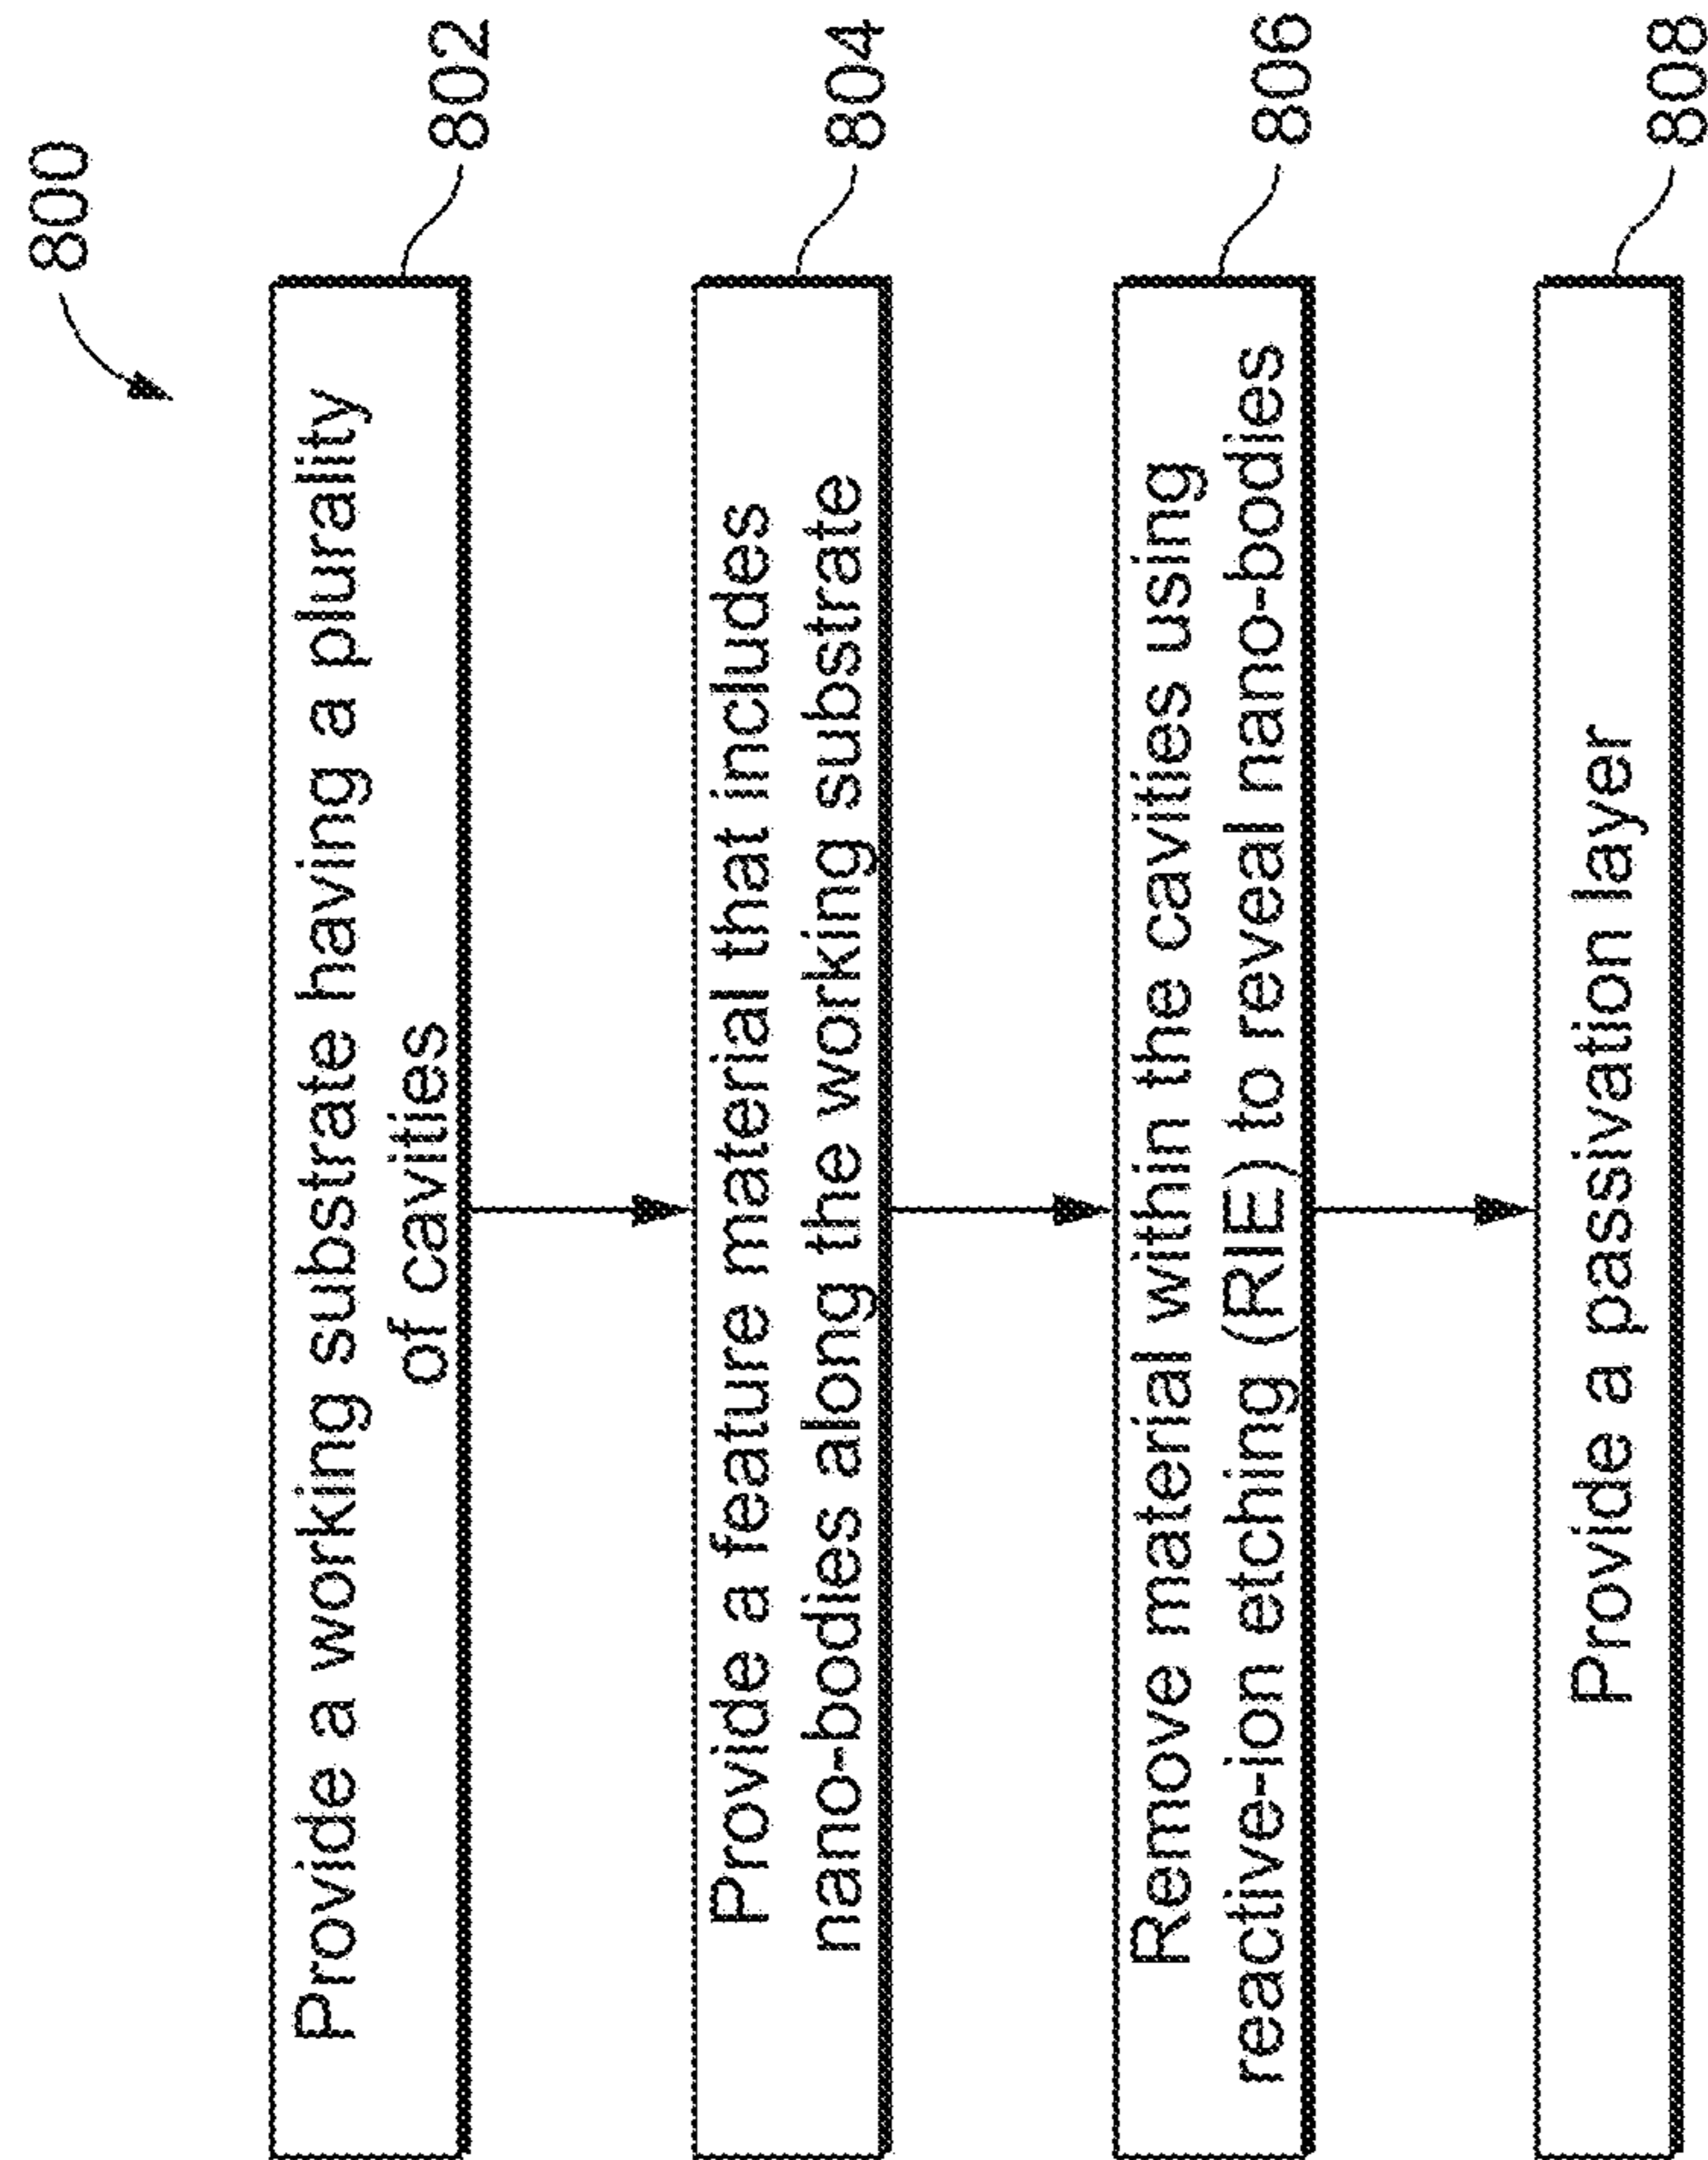 800
Provide a working substrate having a plurality
of cavities
802
Provide a feature material that includes
nano-bodies along the working substrate
804
Remove material within the cavities using
reactive-ion etching (RIE) to reveal nano-bodies
806
Provide a passivation layer
808